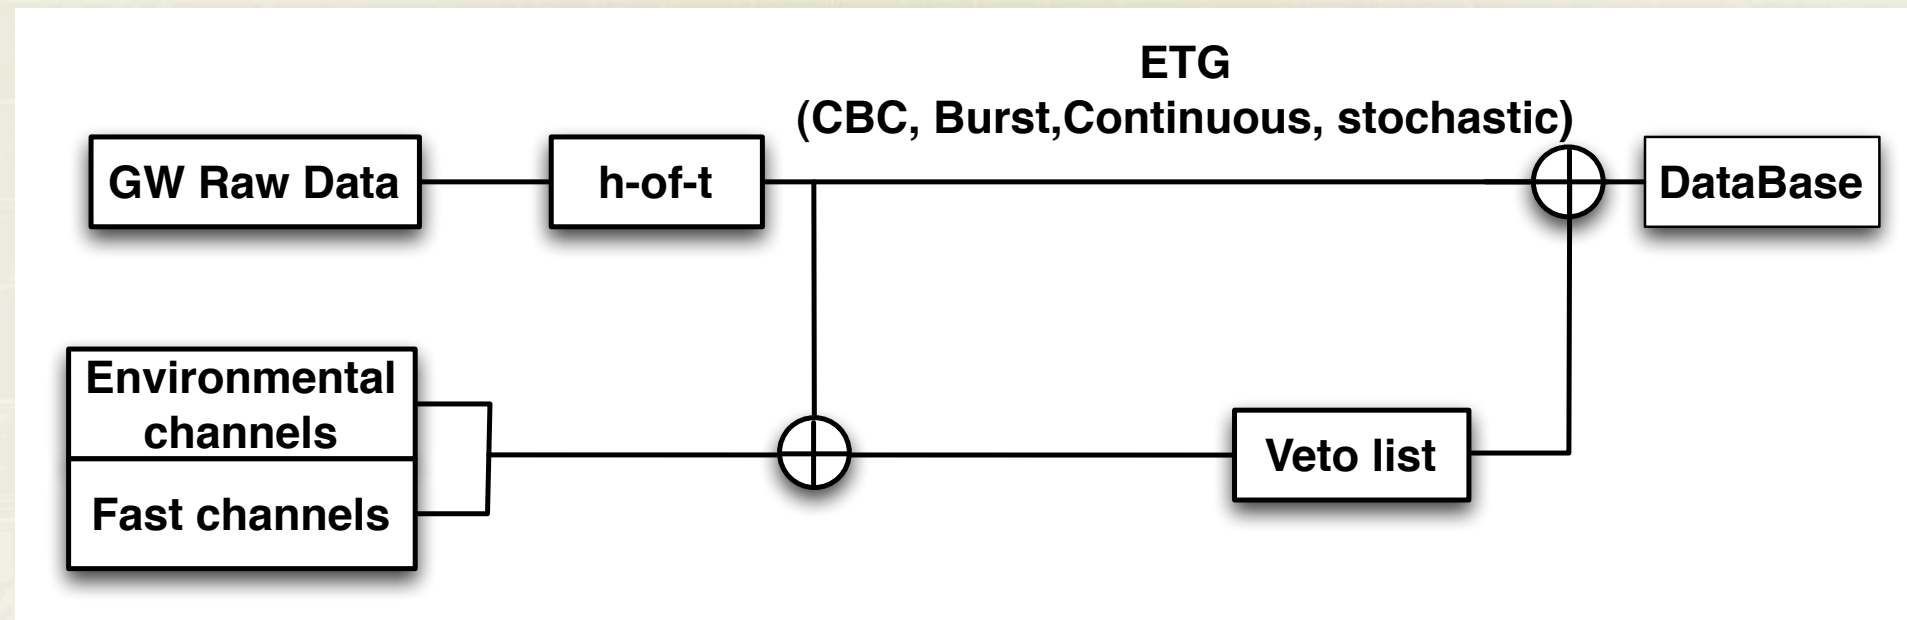 ETG
(CBC, Burst,Continuous, stochastic)
GW Raw Data
h-of-t
DataBase
Environmental
channels
Fast channels
Veto list